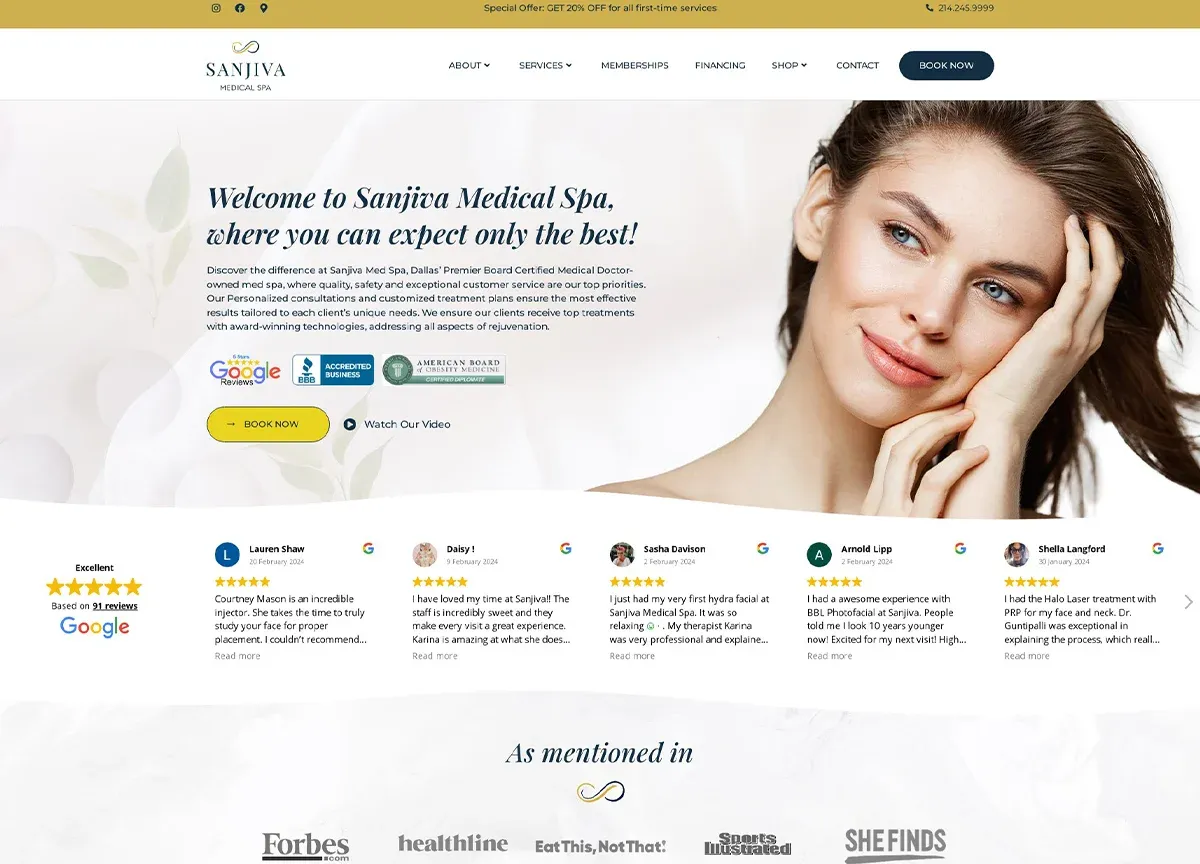 Special Offer: GET 20% OFF for all first-time services
214.245.9999
SANJIVA
MEDICAL SPA
ABOUT
SERVICES
MEMBERSHIPS
FINANCING
SHOP
CONTACT
BOOK NOW
Welcome to Sanjiva Medical Spa,
where you can expect only the best!
Discover the difference at Sanjiva Med Spa, Dallas' Premier Board Certified Medical Doctor-
owned med spa, where quality, safety and exceptional customer service are our top priorities.
Our Personalized consultations and customized treatment plans ensure the most effective
results tailored to each client's unique needs. We ensure our clients receive top treatments
with award-winning technologies, addressing all aspects of rejuvenation.
5 Stars
Google
Reviews
BBB
ACCREDITED
BUSINESS
AMERICAN BOARD
of OBESITY MEDICINE
CERTIFIED DIPLOMATE
→ BOOK NOW
Watch Our Video
Excellent
Based on 91 reviews
Google
L
Lauren Shaw
20 February 2024
Courtney Mason is an incredible
injector. She takes the time to truly
study your face for proper
placement. I couldn't recommend...
Read more
Daisy !
9 February 2024
I have loved my time at Sanjiva!! The
staff is incredibly sweet and they
make every visit a great experience.
Karina is amazing at what she does...
Read more
Sasha Davison
2 February 2024
I just had my very first hydra facial at
Sanjiva Medical Spa. It was so
relaxing ☺️ . My therapist Karina
was very professional and explaine...
Read more
A
Arnold Lipp
2 February 2024
I had a awesome experience with
BBL Photofacial at Sanjiva. People
told me I look 10 years younger
now! Excited for my next visit! High...
Read more
Shella Langford
30 January 2024
I had the Halo Laser treatment with
PRP for my face and neck. Dr.
Guntipalli was exceptional in
explaining the process, which reall...
Read more
As mentioned in
Forbes
.com
healthline
Eat This, Not That!
Sports
Illustrated
SHEFINDS